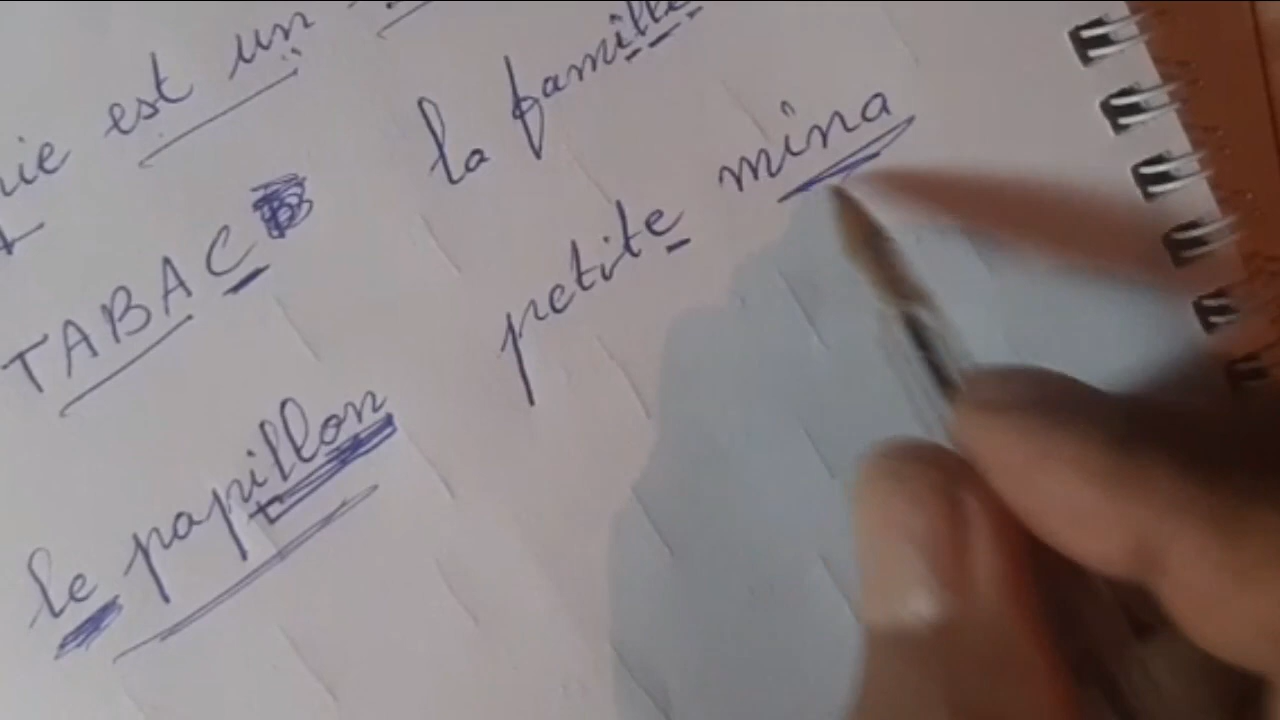 est un
la famille
TABAC
petite mina
le papillon